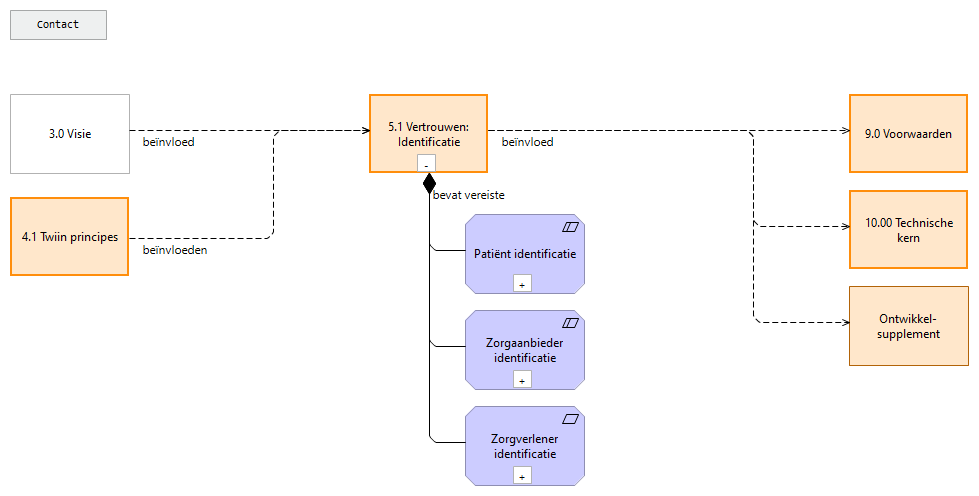 Contact
3.0 Visie
beïnvloed
4.1 Twiin principes
beïnvloeden
5.1 Vertrouwen:
Identificatie
-
beïnvloed
bevat vereiste
Patiënt identificatie
+
Zorgaanbieder
identificatie
+
Zorgverlener
identificatie
+
9.0 Voorwaarden
10.00 Technische
kern
Ontwikkel-
supplement